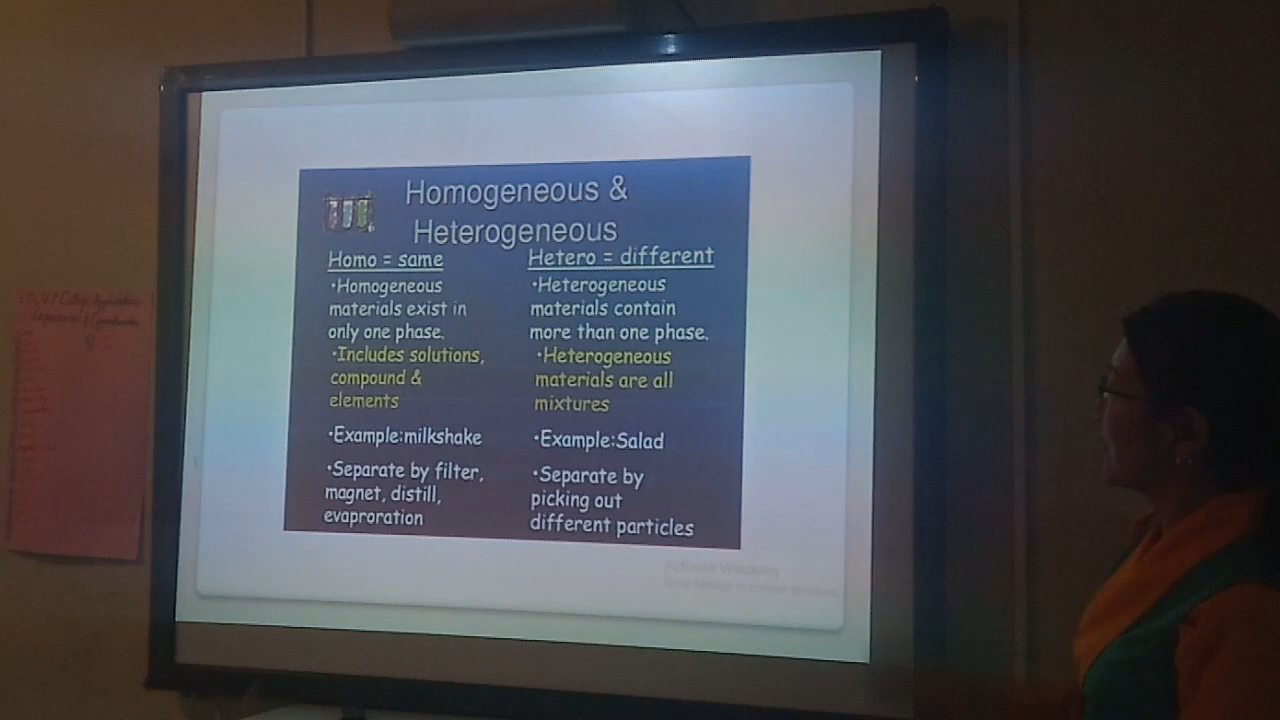 Homogeneous &
Heterogeneous
Homo = same
•Homogeneous
materials exist in
only one phase.
•Includes solutions,
compound &
elements
•Example:milkshake
•Separate by filter,
magnet, distill,
evaproration
Hetero = different
•Heterogeneous
materials contain
more than one phase.
•Heterogeneous
materials are all
mixtures
•Example:Salad
•Separate by
picking out
different particles
Activate Windows